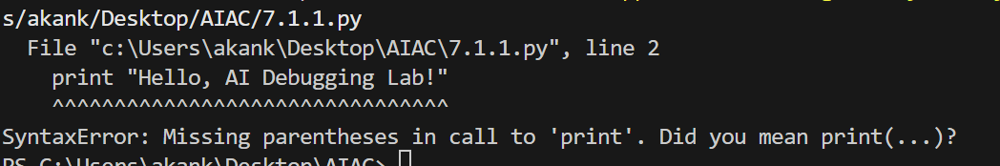 s/akank/Desktop/AIAC/7.1.1.py
File "c:\Users\akank\Desktop\AIAC\7.1.1.py", line 2
print "Hello, AI Debugging Lab!"
^^^^^^^^^^^^^^^^^^^^^^^^^^^^^^^^
SyntaxError: Missing parentheses in call to 'print'. Did you mean print(...)?
PS C:\Users\akank\Desktop\AIAC>